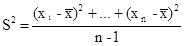 S² = (x₁ - x̅)² + ... + (xₙ - x̅)² / n - 1